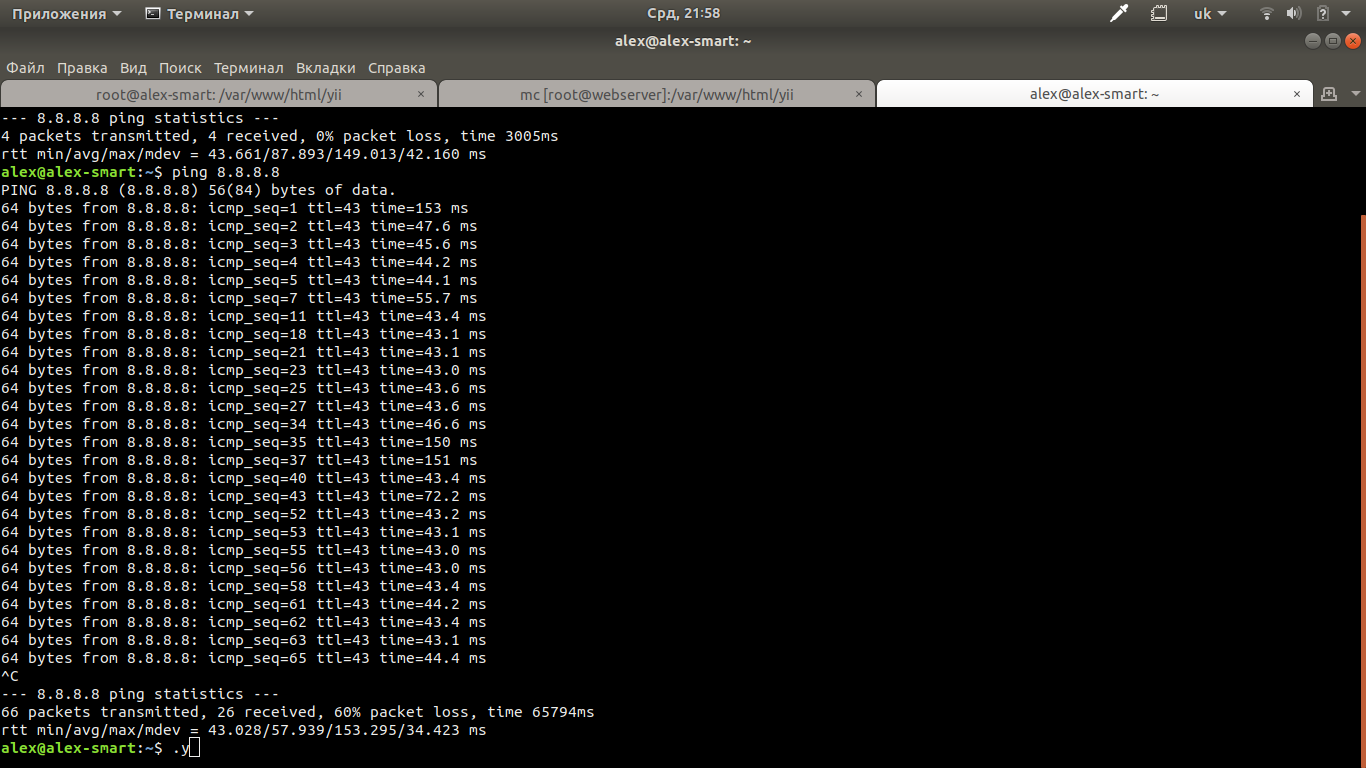 Приложения Терминал Срд, 21:58 uk
alex@alex-smart: ~
Файл Правка Вид Поиск Терминал Вкладки Справка
root@alex-smart: /var/www/html/yii × mc [root@webserver]:/var/www/html/yii × alex@alex-smart: ~ ×
--- 8.8.8.8 ping statistics ---
4 packets transmitted, 4 received, 0% packet loss, time 3005ms
rtt min/avg/max/mdev = 43.661/87.893/149.013/42.160 ms
alex@alex-smart:~$ ping 8.8.8.8
PING 8.8.8.8 (8.8.8.8) 56(84) bytes of data.
64 bytes from 8.8.8.8: icmp_seq=1 ttl=43 time=153 ms
64 bytes from 8.8.8.8: icmp_seq=2 ttl=43 time=47.6 ms
64 bytes from 8.8.8.8: icmp_seq=3 ttl=43 time=45.6 ms
64 bytes from 8.8.8.8: icmp_seq=4 ttl=43 time=44.2 ms
64 bytes from 8.8.8.8: icmp_seq=5 ttl=43 time=44.1 ms
64 bytes from 8.8.8.8: icmp_seq=7 ttl=43 time=55.7 ms
64 bytes from 8.8.8.8: icmp_seq=11 ttl=43 time=43.4 ms
64 bytes from 8.8.8.8: icmp_seq=18 ttl=43 time=43.1 ms
64 bytes from 8.8.8.8: icmp_seq=21 ttl=43 time=43.1 ms
64 bytes from 8.8.8.8: icmp_seq=23 ttl=43 time=43.0 ms
64 bytes from 8.8.8.8: icmp_seq=25 ttl=43 time=43.6 ms
64 bytes from 8.8.8.8: icmp_seq=27 ttl=43 time=43.6 ms
64 bytes from 8.8.8.8: icmp_seq=34 ttl=43 time=46.6 ms
64 bytes from 8.8.8.8: icmp_seq=35 ttl=43 time=150 ms
64 bytes from 8.8.8.8: icmp_seq=37 ttl=43 time=151 ms
64 bytes from 8.8.8.8: icmp_seq=40 ttl=43 time=43.4 ms
64 bytes from 8.8.8.8: icmp_seq=43 ttl=43 time=72.2 ms
64 bytes from 8.8.8.8: icmp_seq=52 ttl=43 time=43.2 ms
64 bytes from 8.8.8.8: icmp_seq=53 ttl=43 time=43.1 ms
64 bytes from 8.8.8.8: icmp_seq=55 ttl=43 time=43.0 ms
64 bytes from 8.8.8.8: icmp_seq=56 ttl=43 time=43.0 ms
64 bytes from 8.8.8.8: icmp_seq=58 ttl=43 time=43.4 ms
64 bytes from 8.8.8.8: icmp_seq=61 ttl=43 time=44.2 ms
64 bytes from 8.8.8.8: icmp_seq=62 ttl=43 time=43.4 ms
64 bytes from 8.8.8.8: icmp_seq=63 ttl=43 time=43.1 ms
64 bytes from 8.8.8.8: icmp_seq=65 ttl=43 time=44.4 ms
^C
--- 8.8.8.8 ping statistics ---
66 packets transmitted, 26 received, 60% packet loss, time 65794ms
rtt min/avg/max/mdev = 43.028/57.939/153.295/34.423 ms
alex@alex-smart:~$ .y